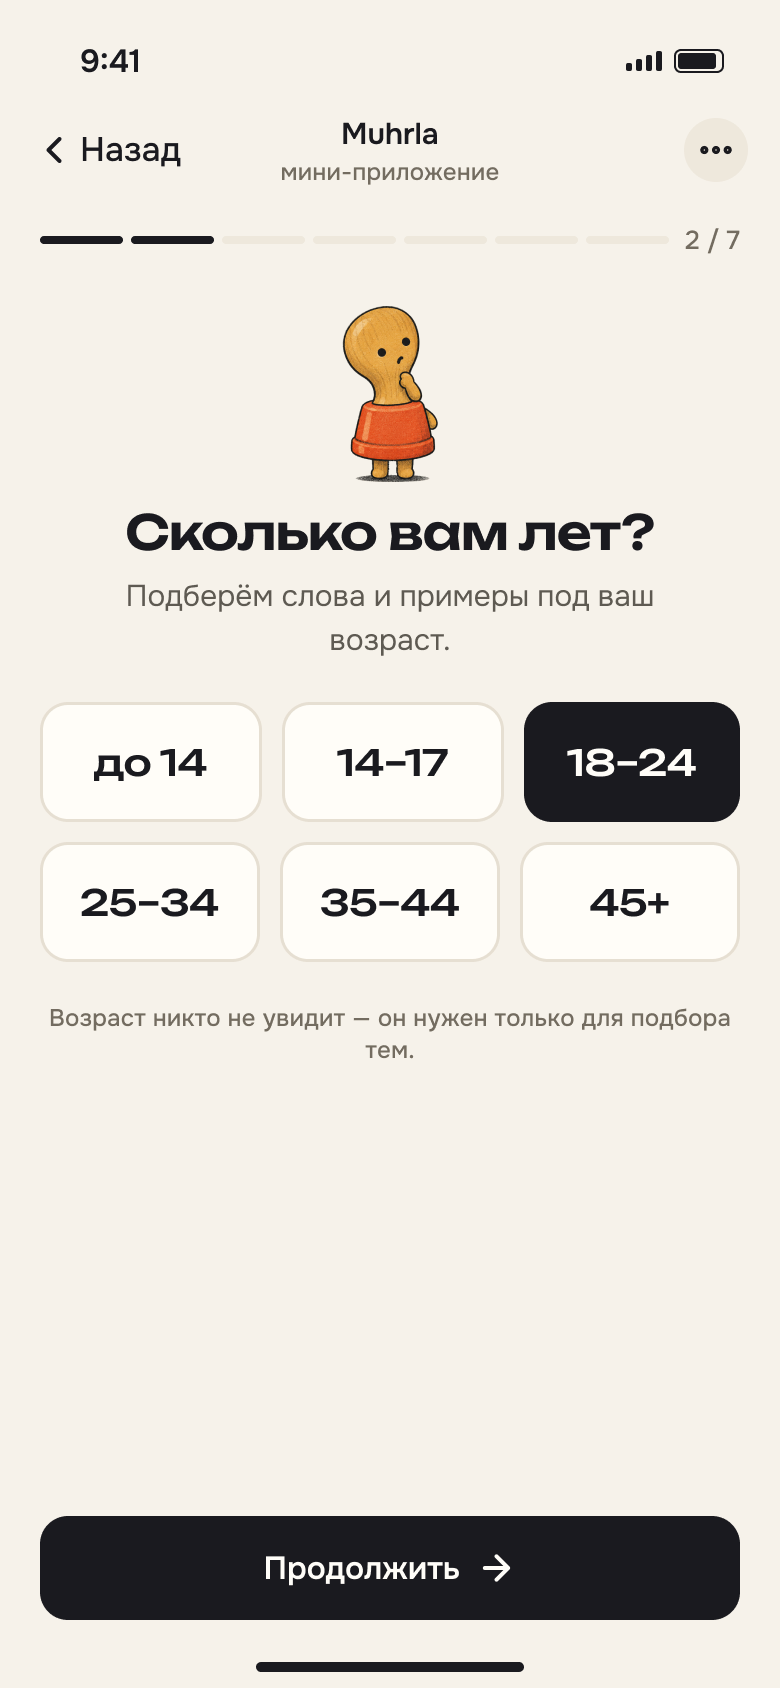 9:41
Назад
Muhrla
мини-приложение
2 / 7
Сколько вам лет?
Подберём слова и примеры под ваш
возраст.
до 14
14–17
18–24
25–34
35–44
45+
Возраст никто не увидит — он нужен только для подбора
тем.
Продолжить →